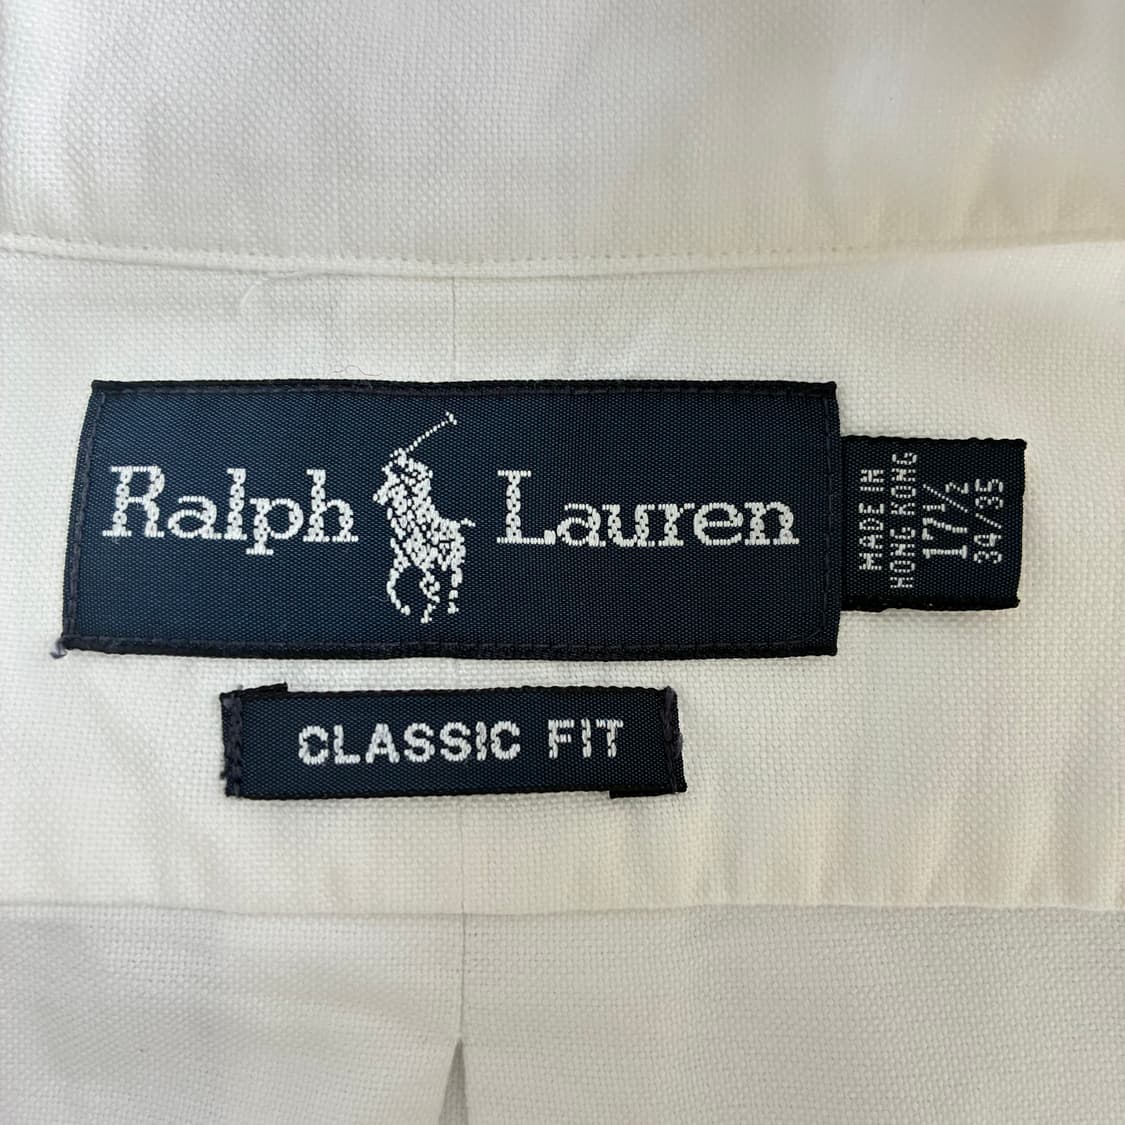 Ralph Lauren
MADE IN
HONG KONG
17½
34/35
CLASSIC FIT